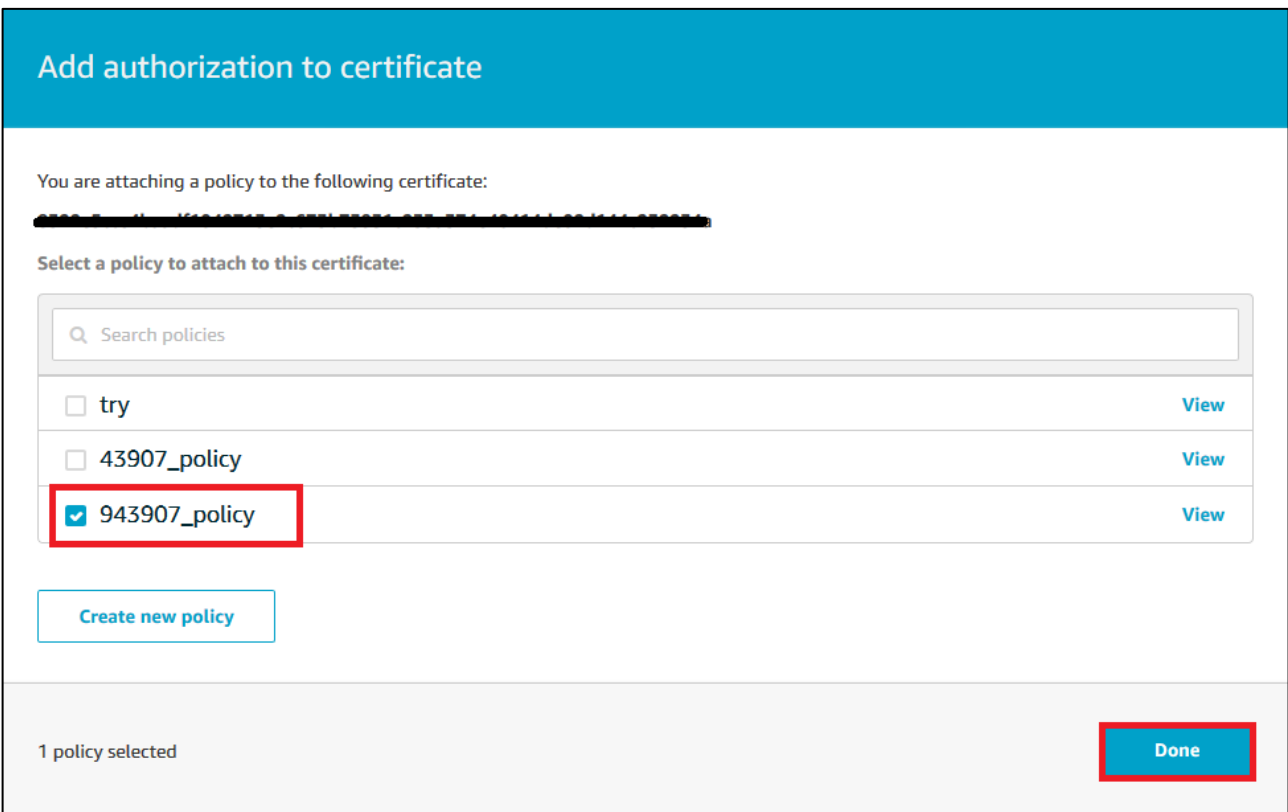 Add authorization to certificate
You are attaching a policy to the following certificate:
Select a policy to attach to this certificate:
Search policies
try View
43907_policy View
943907_policy View
Create new policy
1 policy selected Done